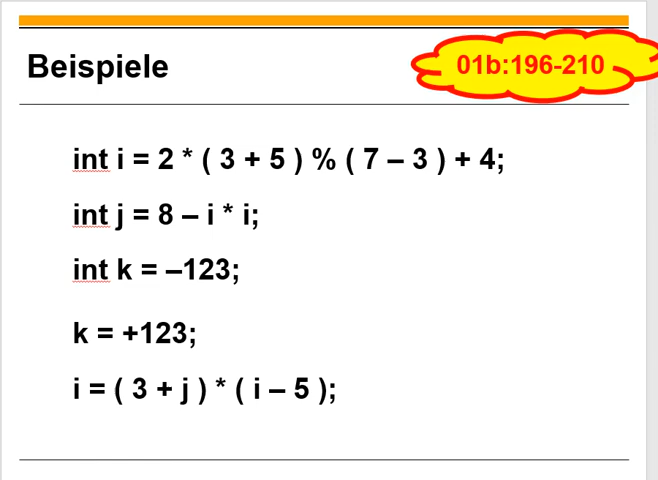 Beispiele
01b:196-210
int i = 2 * ( 3 + 5 ) % ( 7 – 3 ) + 4;
int j = 8 – i * i;
int k = –123;
k = +123;
i = ( 3 + j ) * ( i – 5 );